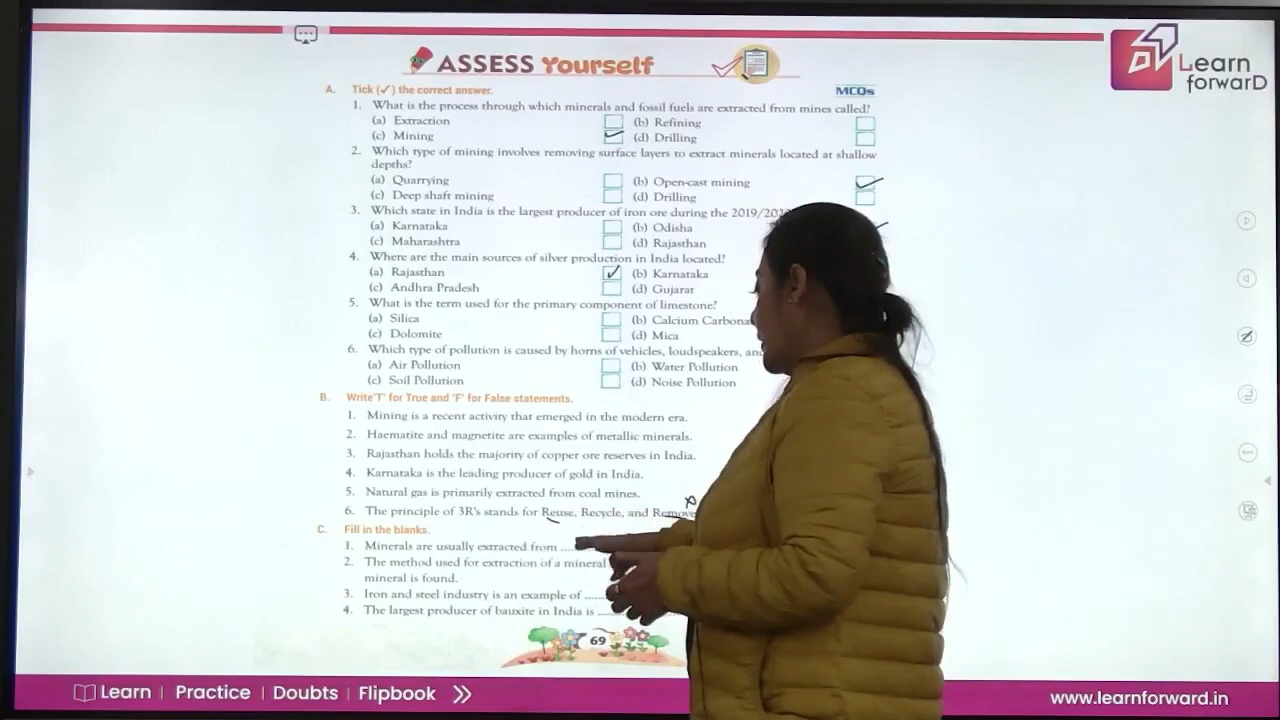 ASSESS Yourself
Learn
forwarD
A. Tick (✓) the correct answer.
MCQs
1. What is the process through which minerals and fossil fuels are extracted from mines called?
(a) Extraction (b) Refining
(c) Mining (d) Drilling
2. Which type of mining involves removing surface layers to extract minerals located at shallow
depths?
(a) Quarrying (b) Open-cast mining
(c) Deep shaft mining (d) Drilling
3. Which state in India is the largest producer of iron ore during the
(a) Karnataka (b) Odisha
(c) Maharashtra (d) Rajasthan
4. Where are the main sources of silver production in India located?
(a) Rajasthan (b) Karnataka
(c) Andhra Pradesh (d) Gujarat
5. What is the term used for the primary component of limestone?
(a) Silica (b) Calcium
(c) Dolomite (d) Mica
6. Which type of pollution is caused by horns of vehicles, loudspeakers,
(a) Air Pollution (b) Water Pollution
(c) Soil Pollution (d) Noise Pollution
B. Write 'T' for True and 'F' for False statements.
1. Mining is a recent activity that emerged in the modern era.
2. Haematite and magnetite are examples of metallic minerals.
3. Rajasthan holds the majority of copper ore reserves in India.
4. Karnataka is the leading producer of gold in India.
5. Natural gas is primarily extracted from coal mines.
6. The principle of 3R's stands for Reuse, Recycle, and Remove
C. Fill in the blanks.
1. Minerals are usually extracted from ....
2. The method used for extraction of a mineral
mineral is found.
3. Iron and steel industry is an example of ......
4. The largest producer of bauxite in India is ......
69
Learn | Practice | Doubts | Flipbook
www.learnforward.in